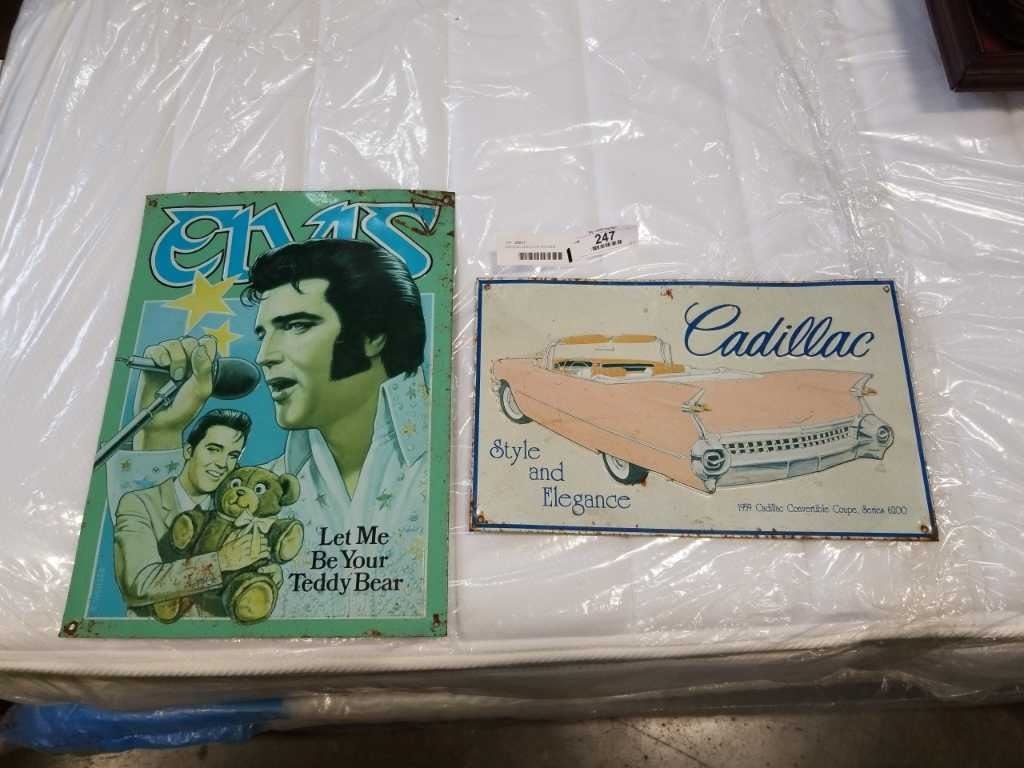 ELVIS
Let Me
Be Your
Teddy Bear
247
Cadillac
Style
and
Elegance
1959 Cadillac Convertible Coupe, Series 6200